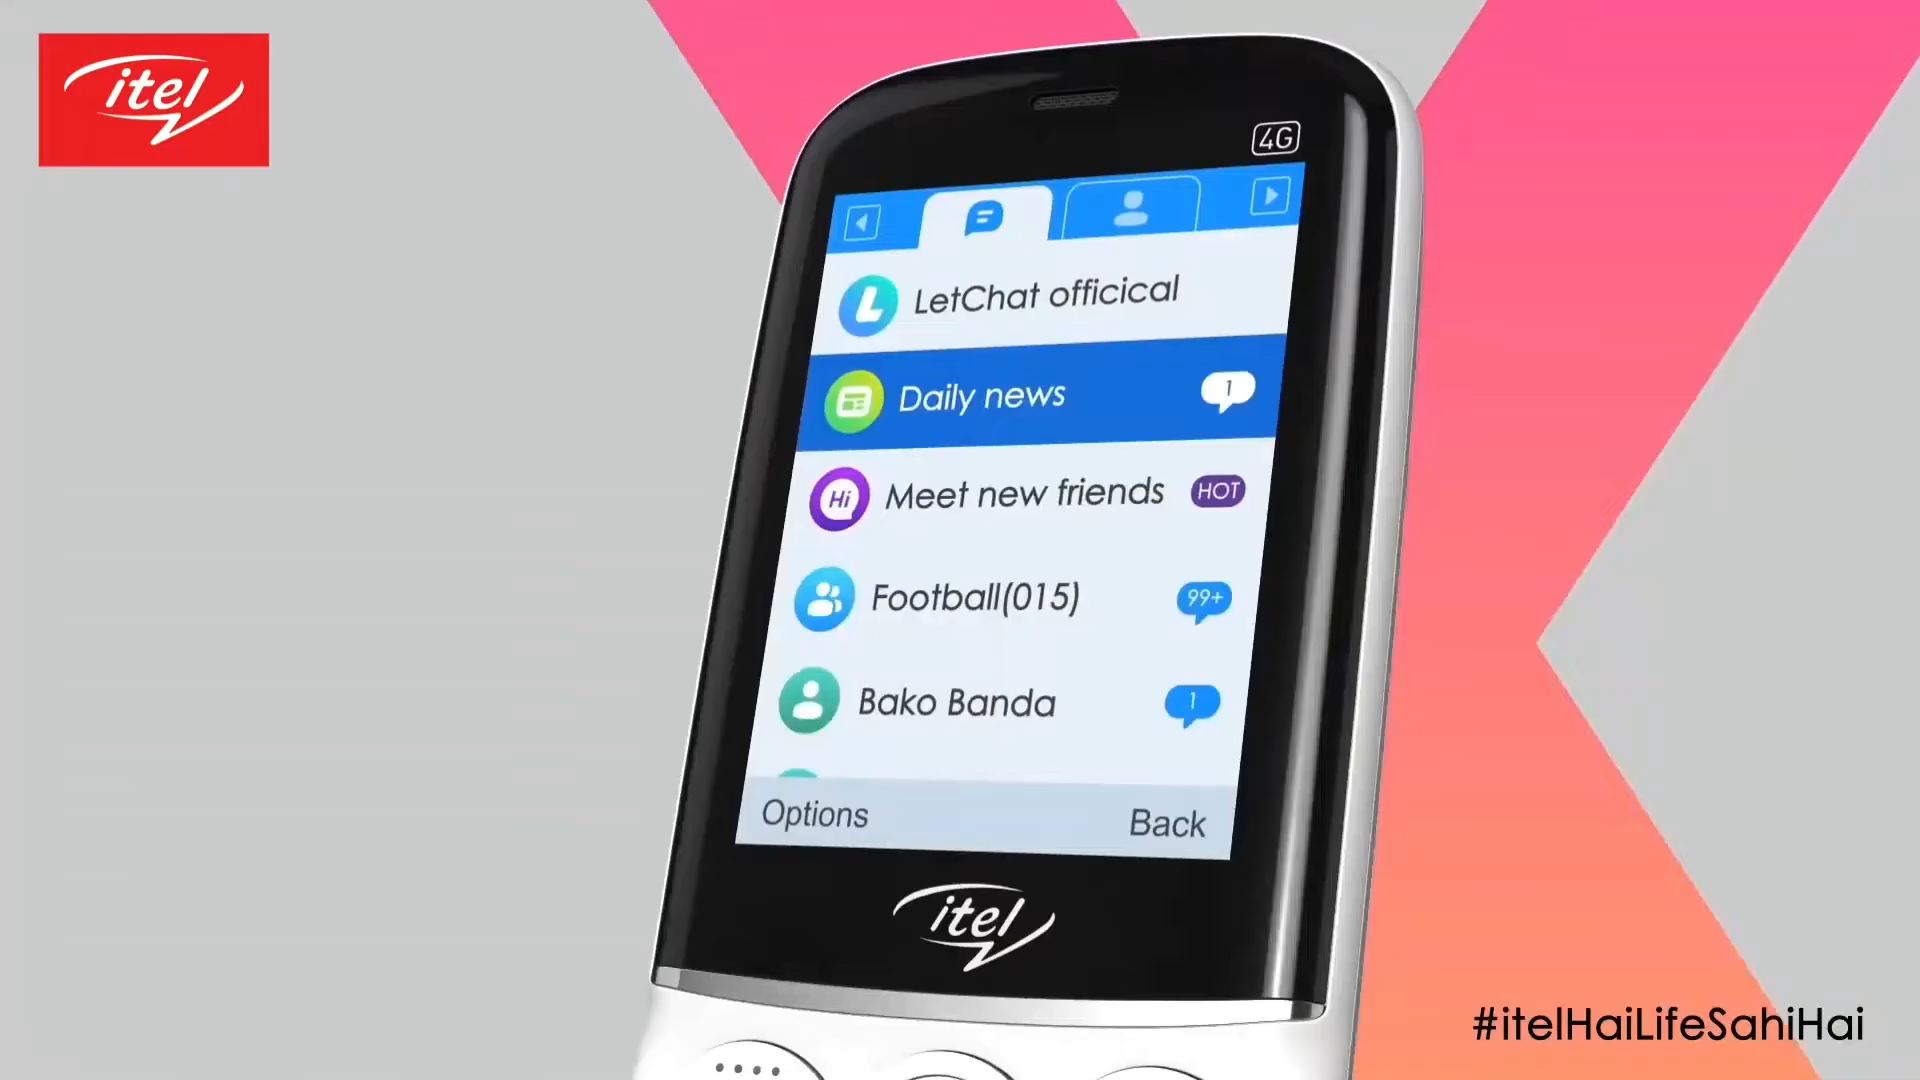 itel
4G
LetChat officical
Daily news
1
Hi
Meet new friends
HOT
Football(015)
99+
Bako Banda
1
Options
Back
itel
#itelHaiLifeSahiHai